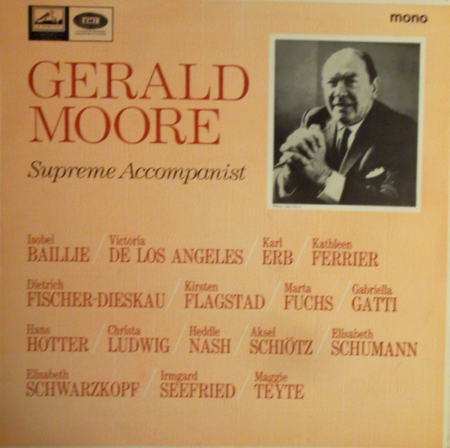 EMI
mono
GERALD
MOORE
Supreme Accompanist
Isobel BAILLIE / Victoria DE LOS ANGELES / Karl ERB / Kathleen FERRIER
Dietrich FISCHER-DIESKAU / Kirsten FLAGSTAD / Marta FUCHS / Gabriella GATTI
Hans HOTTER / Christa LUDWIG / Heddle NASH / Aksel SCHIÖTZ / Elisabeth SCHUMANN
Elisabeth SCHWARZKOPF / Irmgard SEEFRIED / Maggie TEYTE